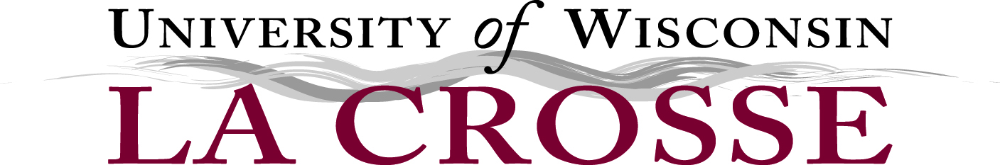 UNIVERSITY of WISCONSIN
LA CROSSE